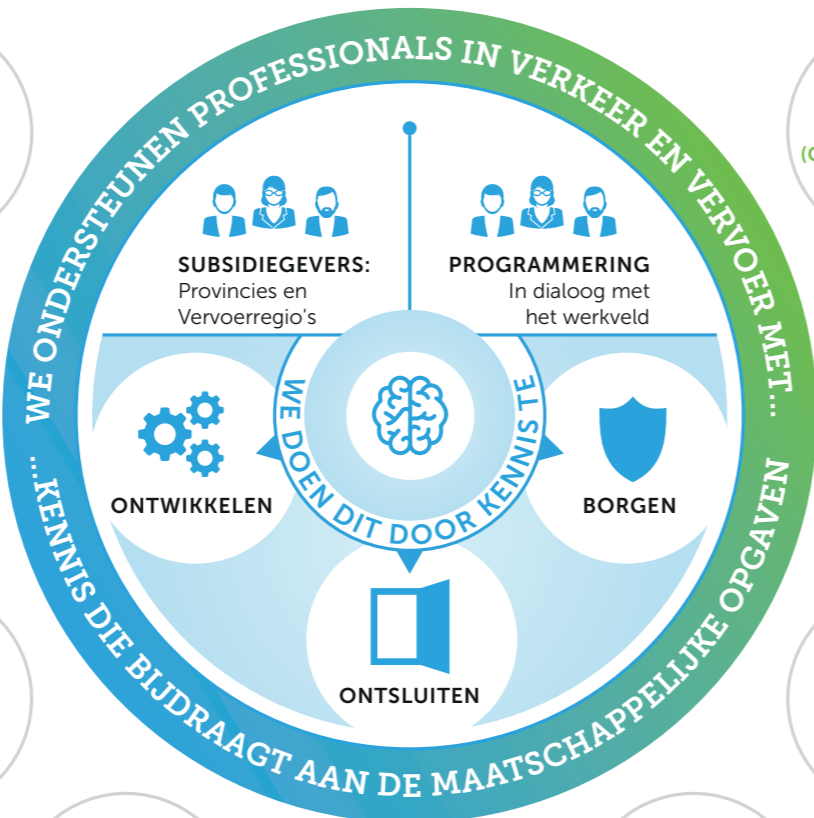 WE ONDERSTEUNEN PROFESSIONALS IN VERKEER EN VERVOER MET...
...KENNIS DIE BIJDRAAGT AAN DE MAATSCHAPPELIJKE OPGAVEN
SUBSIDIEGEVERS:
Provincies en
Vervoerregio's
PROGRAMMERING
In dialoog met
het werkveld
WE DOEN DIT DOOR KENNIS TE
ONTWIKKELEN
BORGEN
ONTSLUITEN